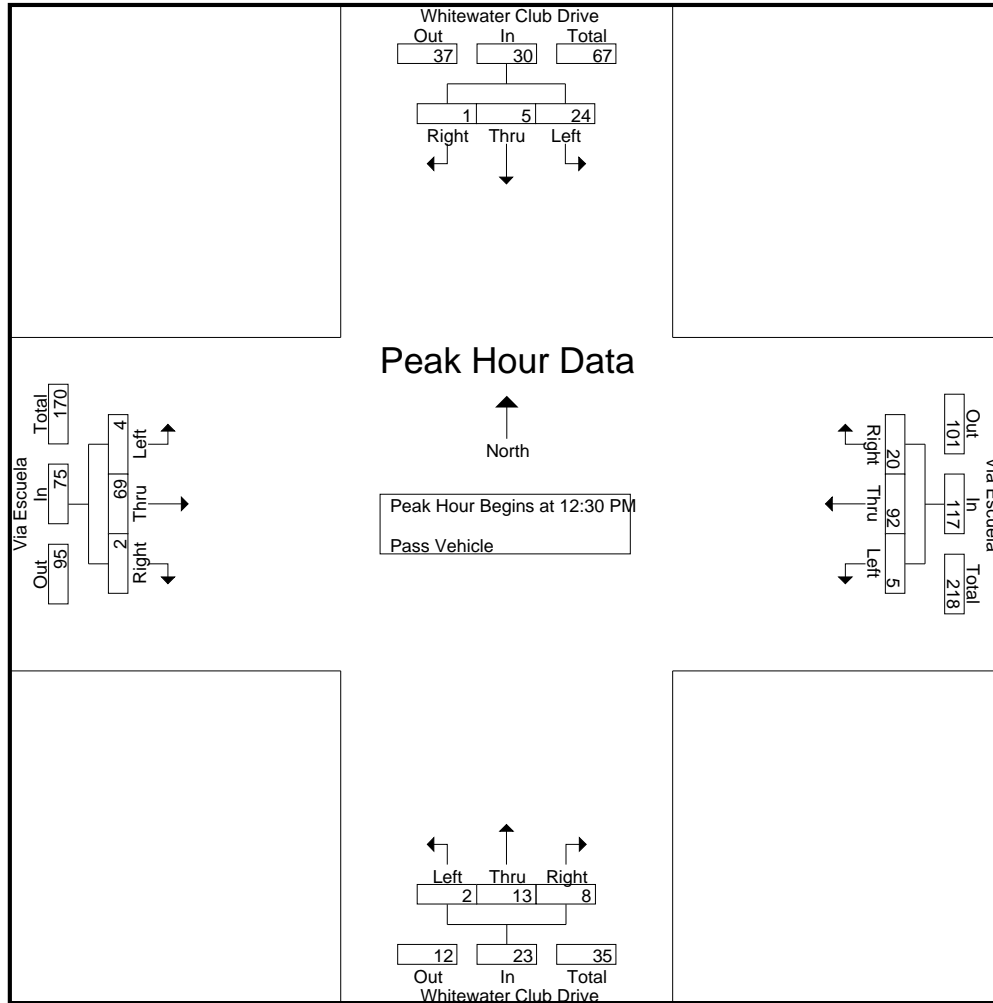 Whitewater Club Drive
Out In Total
37 30 67
1 5 24
Right Thru Left
Peak Hour Data
North
Peak Hour Begins at 12:30 PM
Pass Vehicle
Via Escuela
Total In Out
170 75 95
4 69 2
Left Thru Right
Right Thru Left
20 92 5
Out In Total
101 117 218
Via Escuela
Left Thru Right
2 13 8
12 23 35
Out In Total
Whitewater Club Drive